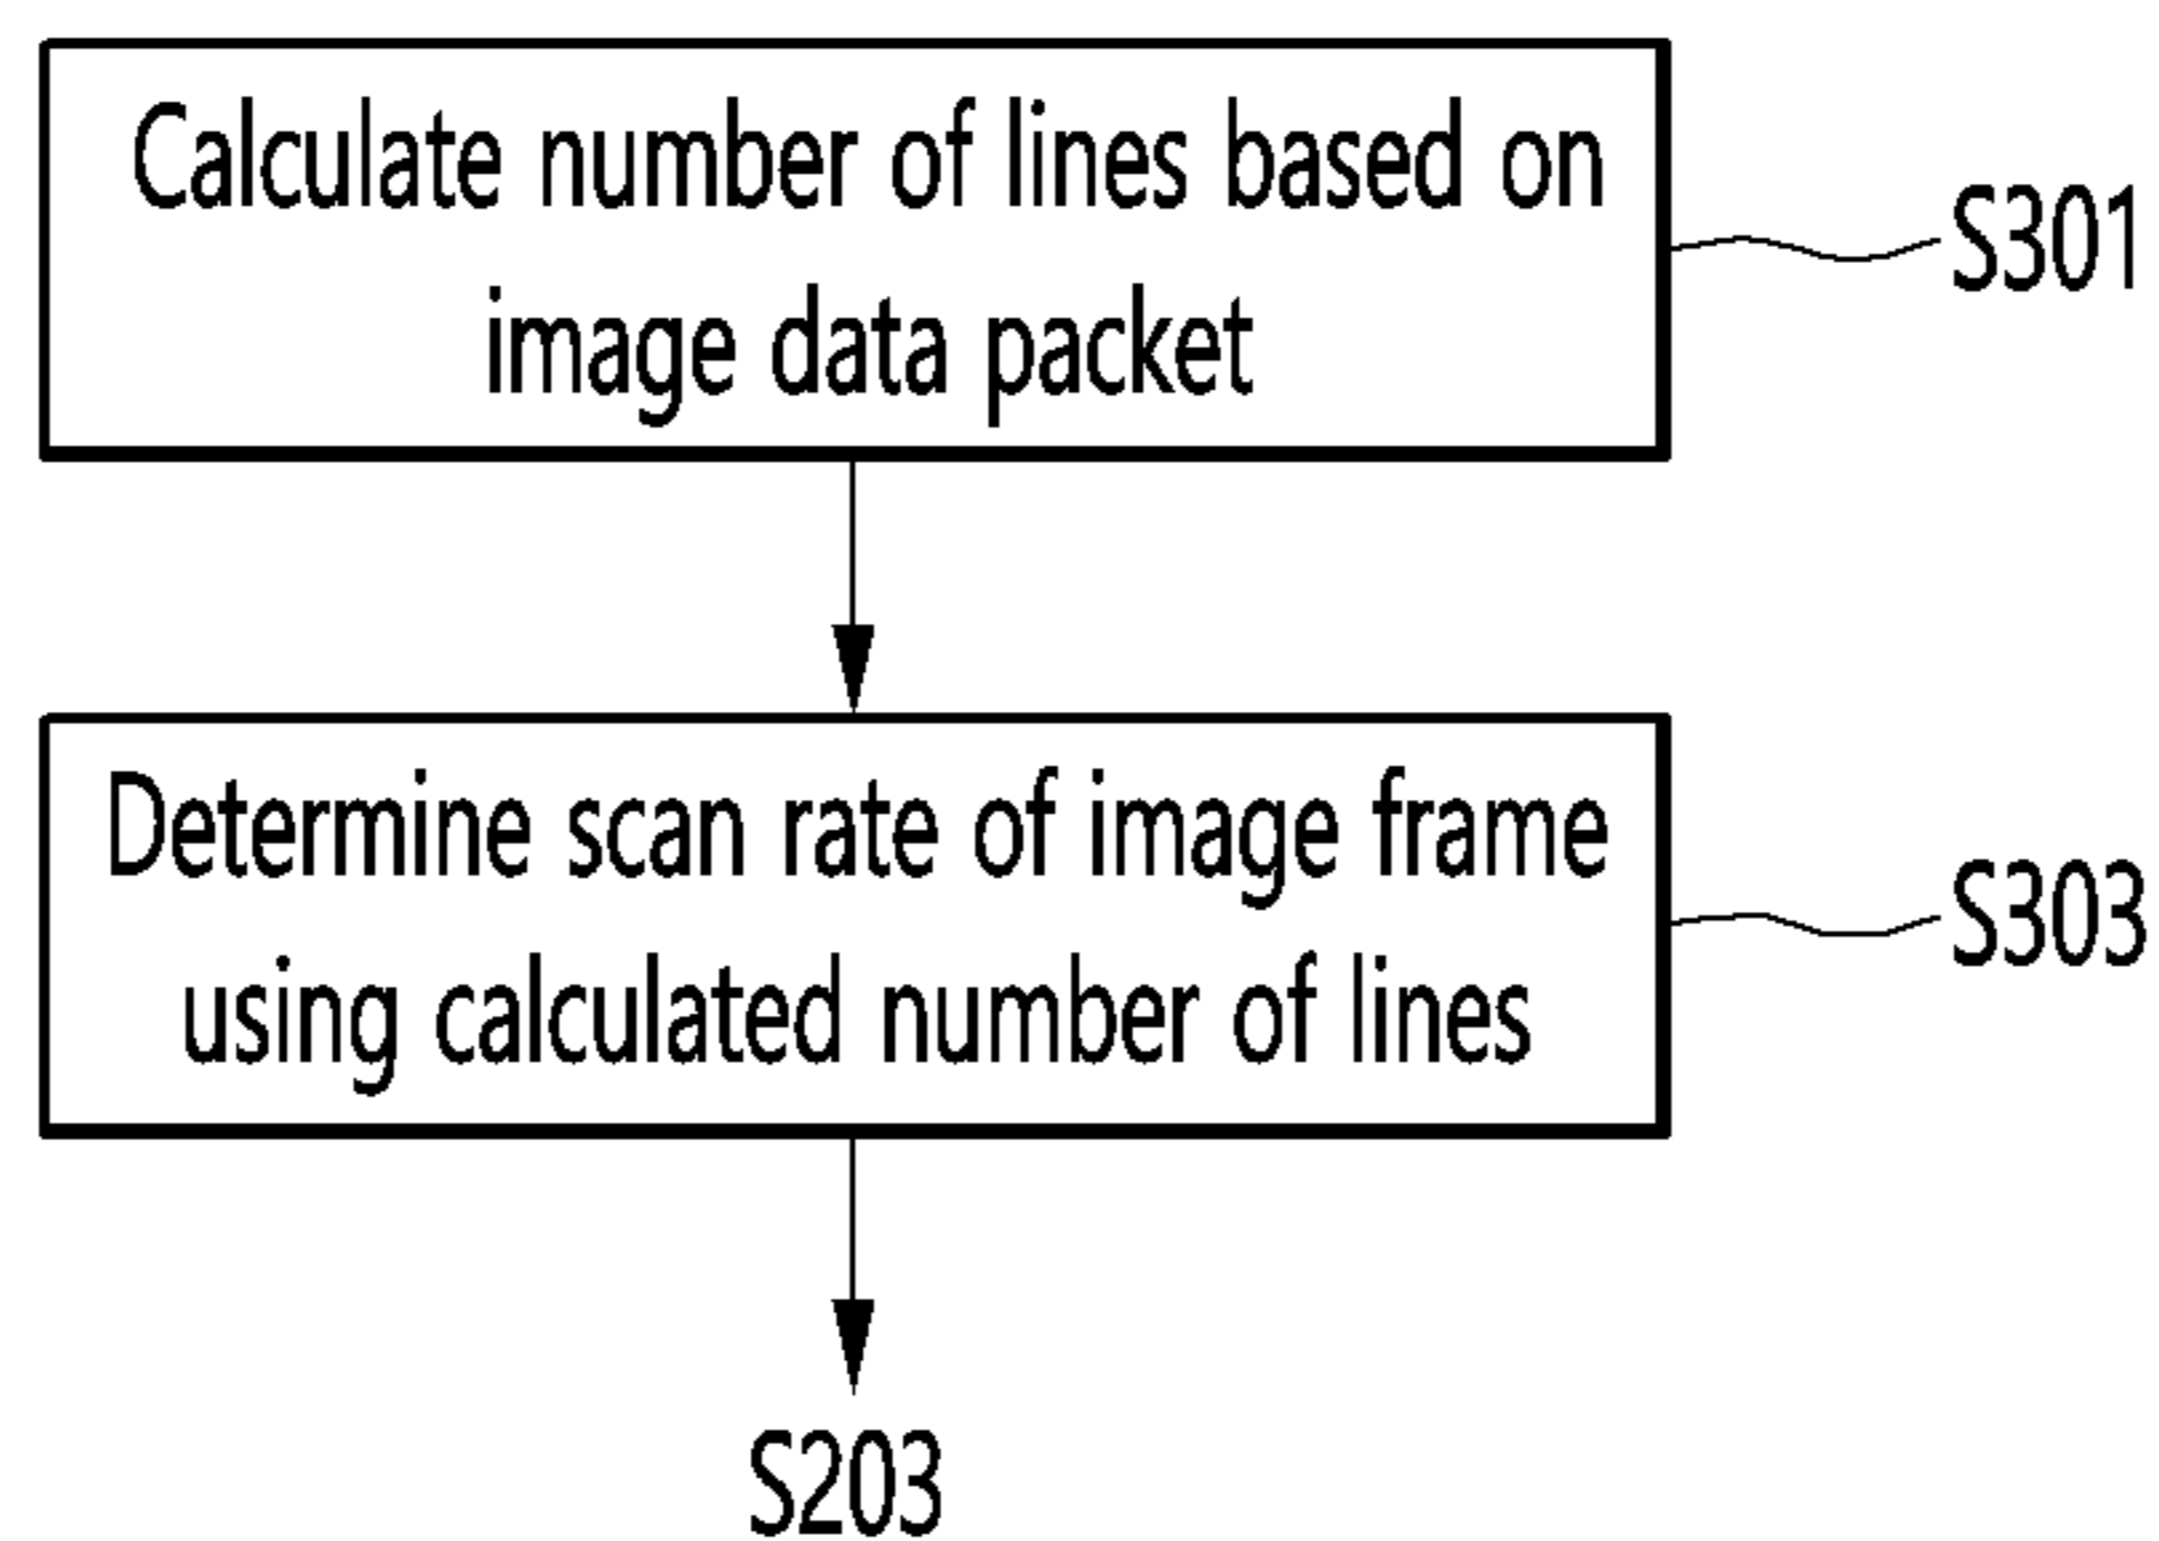 Calculate number of lines based on
image data packet
S301
Determine scan rate of image frame
using calculated number of lines
S303
S203